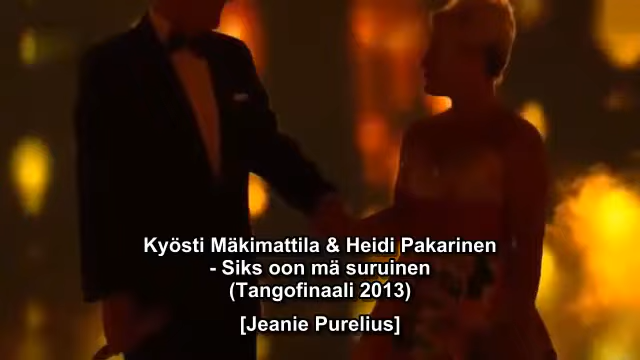 Kyösti Mäkimattila & Heidi Pakarinen
- Siks oon mä suruinen
(Tangofinaali 2013)
[Jeanie Purelius]